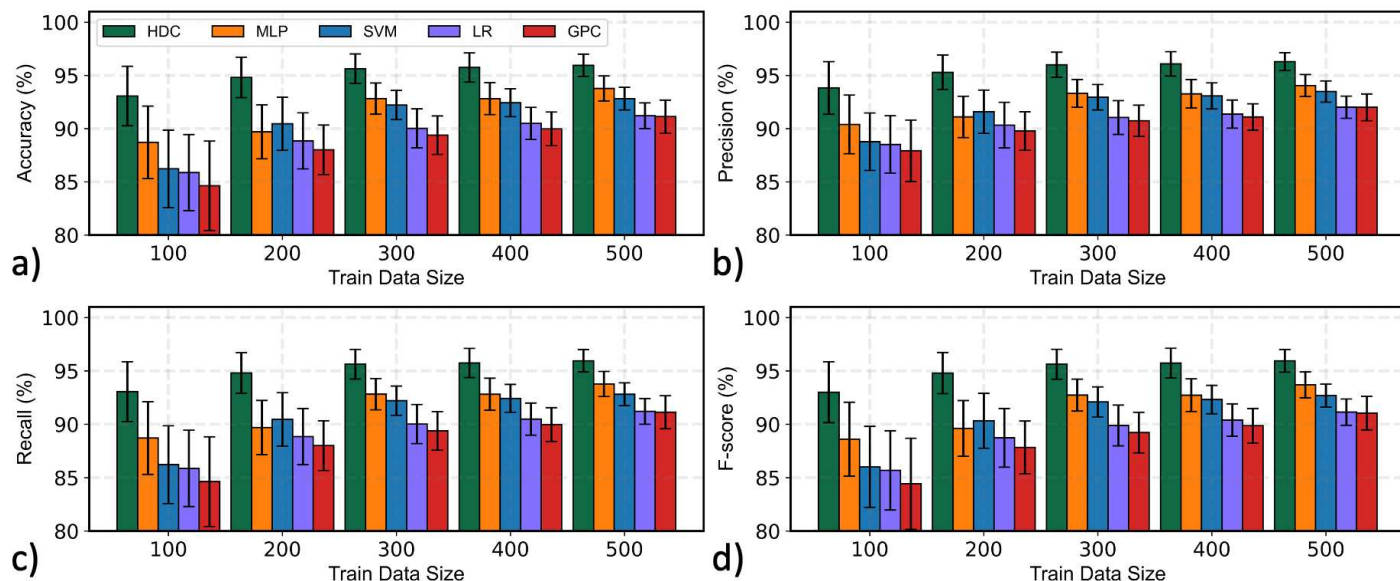 HDC MLP SVM LR GPC
Accuracy (%)
100
95
90
85
80
100 200 300 400 500
Train Data Size
a)
Precision (%)
100
95
90
85
80
100 200 300 400 500
Train Data Size
b)
Recall (%)
100
95
90
85
80
100 200 300 400 500
Train Data Size
c)
F-score (%)
100
95
90
85
80
100 200 300 400 500
Train Data Size
d)